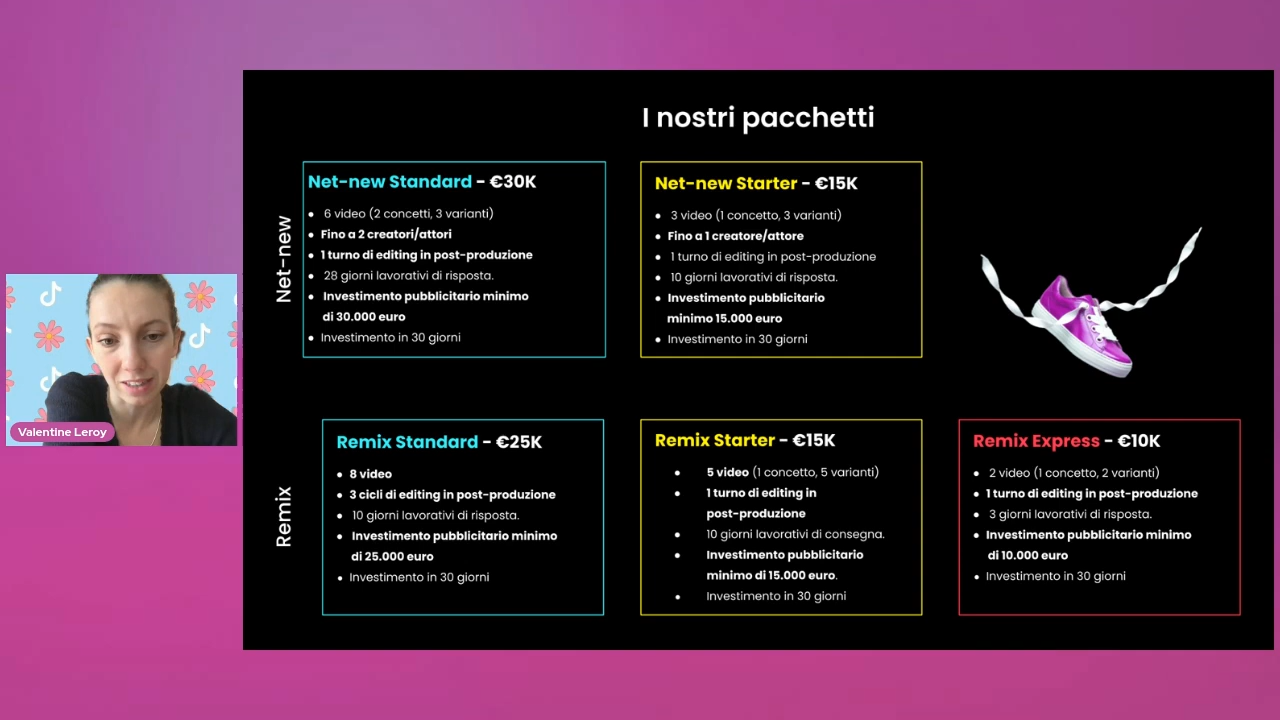 I nostri pacchetti
Net-new
Net-new Standard - €30K
6 video (2 concetti, 3 varianti)
Fino a 2 creatori/attori
1 turno di editing in post-produzione
28 giorni lavorativi di risposta.
Investimento pubblicitario minimo
di 30.000 euro
Investimento in 30 giorni
Net-new Starter - €15K
3 video (1 concetto, 3 varianti)
Fino a 1 creatore/attore
1 turno di editing in post-produzione
10 giorni lavorativi di risposta.
Investimento pubblicitario
minimo 15.000 euro
Investimento in 30 giorni
Valentine Leroy
Remix
Remix Standard - €25K
8 video
3 cicli di editing in post-produzione
10 giorni lavorativi di risposta.
Investimento pubblicitario minimo
di 25.000 euro
Investimento in 30 giorni
Remix Starter - €15K
5 video (1 concetto, 5 varianti)
1 turno di editing in
post-produzione
10 giorni lavorativi di consegna.
Investimento pubblicitario
minimo di 15.000 euro.
Investimento in 30 giorni
Remix Express - €10K
2 video (1 concetto, 2 varianti)
1 turno di editing in post-produzione
3 giorni lavorativi di risposta.
Investimento pubblicitario minimo
di 10.000 euro
Investimento in 30 giorni